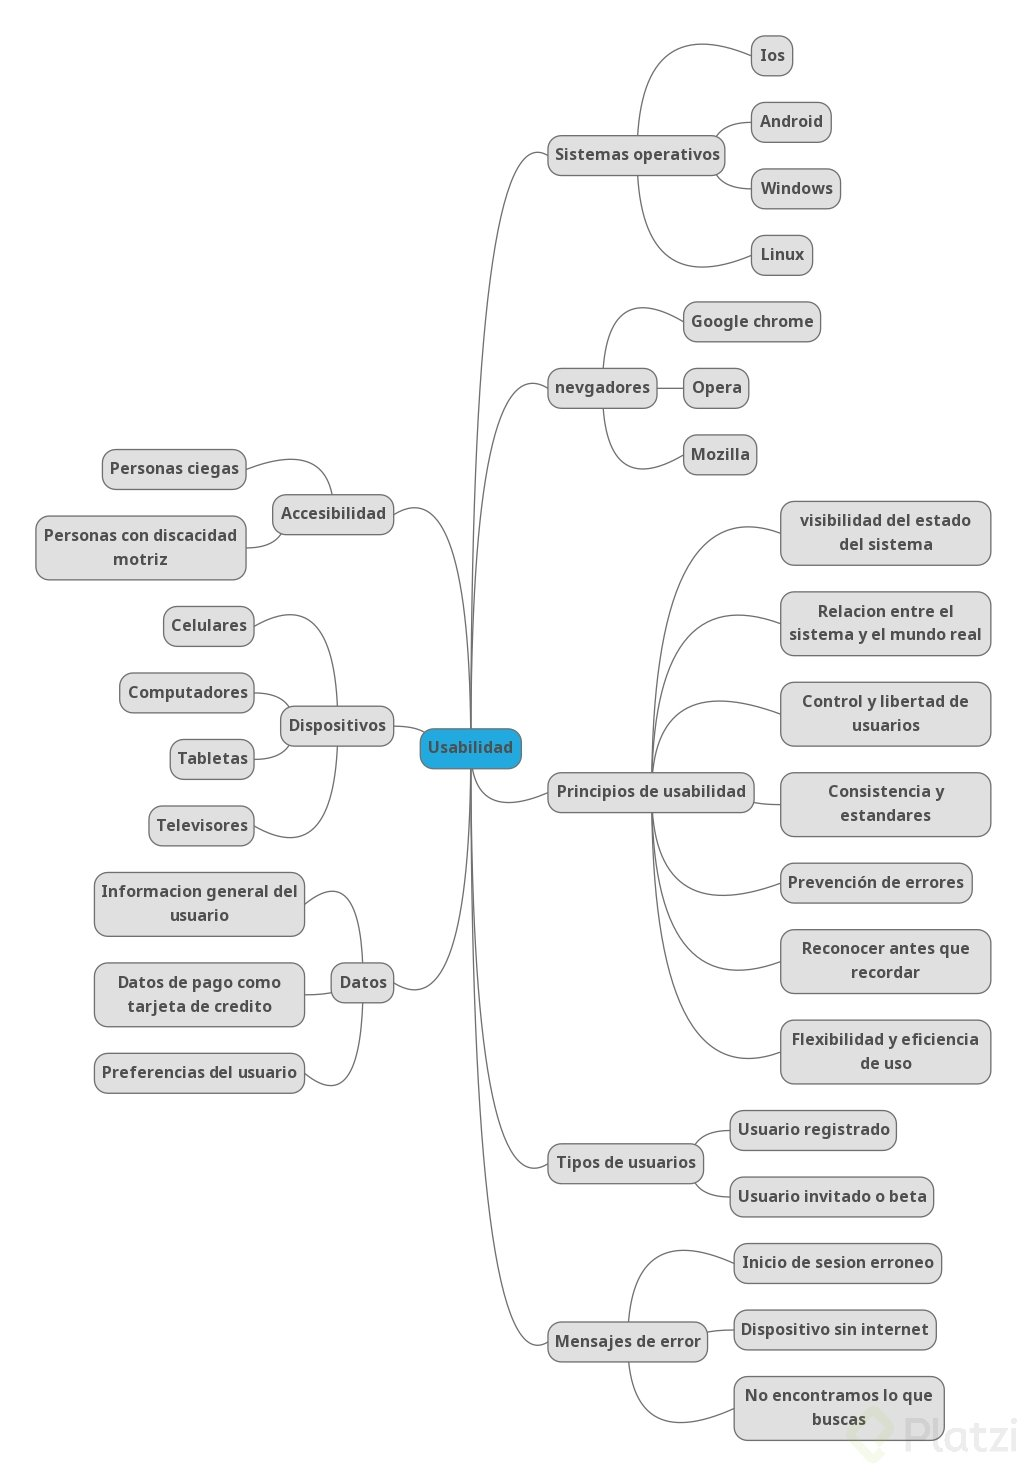 Ios
Android
Sistemas operativos
Windows
Linux
Google chrome
nevgadores
Opera
Mozilla
Personas ciegas
Accesibilidad
Personas con discacidad
motriz
visibilidad del estado
del sistema
Relacion entre el
sistema y el mundo real
Celulares
Computadores
Dispositivos
Tabletas
Televisores
Usabilidad
Control y libertad de
usuarios
Principios de usabilidad
Consistencia y
estandares
Prevención de errores
Reconocer antes que
recordar
Flexibilidad y eficiencia
de uso
Informacion general del
usuario
Datos
Datos de pago como
tarjeta de credito
Preferencias del usuario
Usuario registrado
Tipos de usuarios
Usuario invitado o beta
Inicio de sesion erroneo
Mensajes de error
Dispositivo sin internet
No encontramos lo que
buscas
Platzi